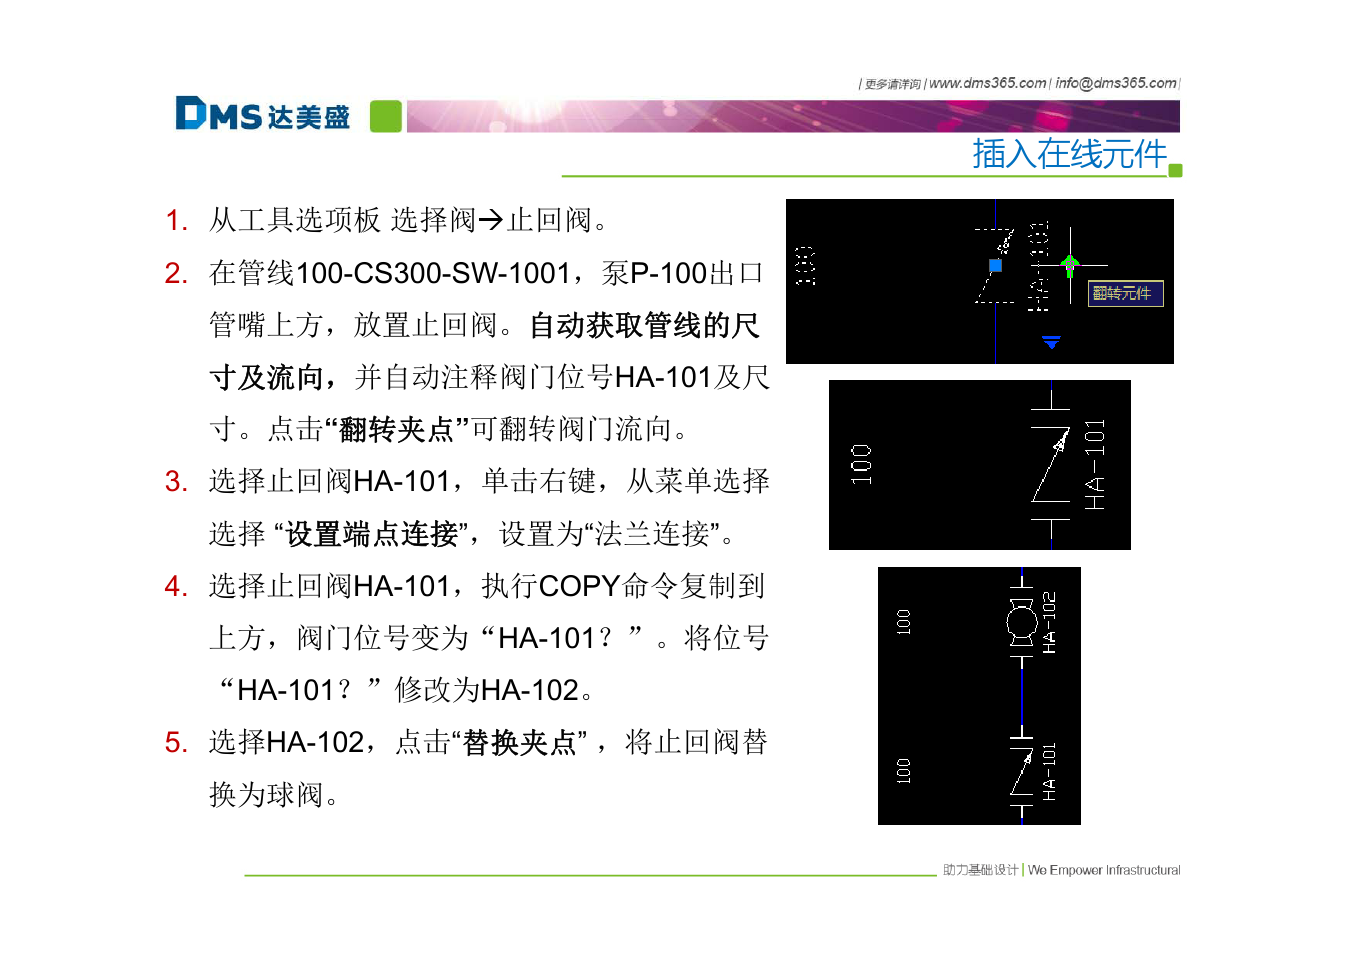 | 更多请详询 | www.dms365.com | info@dms365.com |
DMS 达美盛
插入在线元件
1. 从工具选项板 选择阀→止回阀。
2. 在管线100-CS300-SW-1001，泵P-100出口
管嘴上方，放置止回阀。自动获取管线的尺
寸及流向，并自动注释阀门位号HA-101及尺
寸。点击“翻转夹点”可翻转阀门流向。
3. 选择止回阀HA-101，单击右键，从菜单选择
选择 “设置端点连接”，设置为“法兰连接”。
4. 选择止回阀HA-101，执行COPY命令复制到
上方，阀门位号变为“HA-101？”。将位号
“HA-101？”修改为HA-102。
5. 选择HA-102，点击“替换夹点” ，将止回阀替
换为球阀。
100
HA-101
翻转元件
100
HA-101
100
HA-102
100
HA-101
助力基础设计 | We Empower Infrastructural